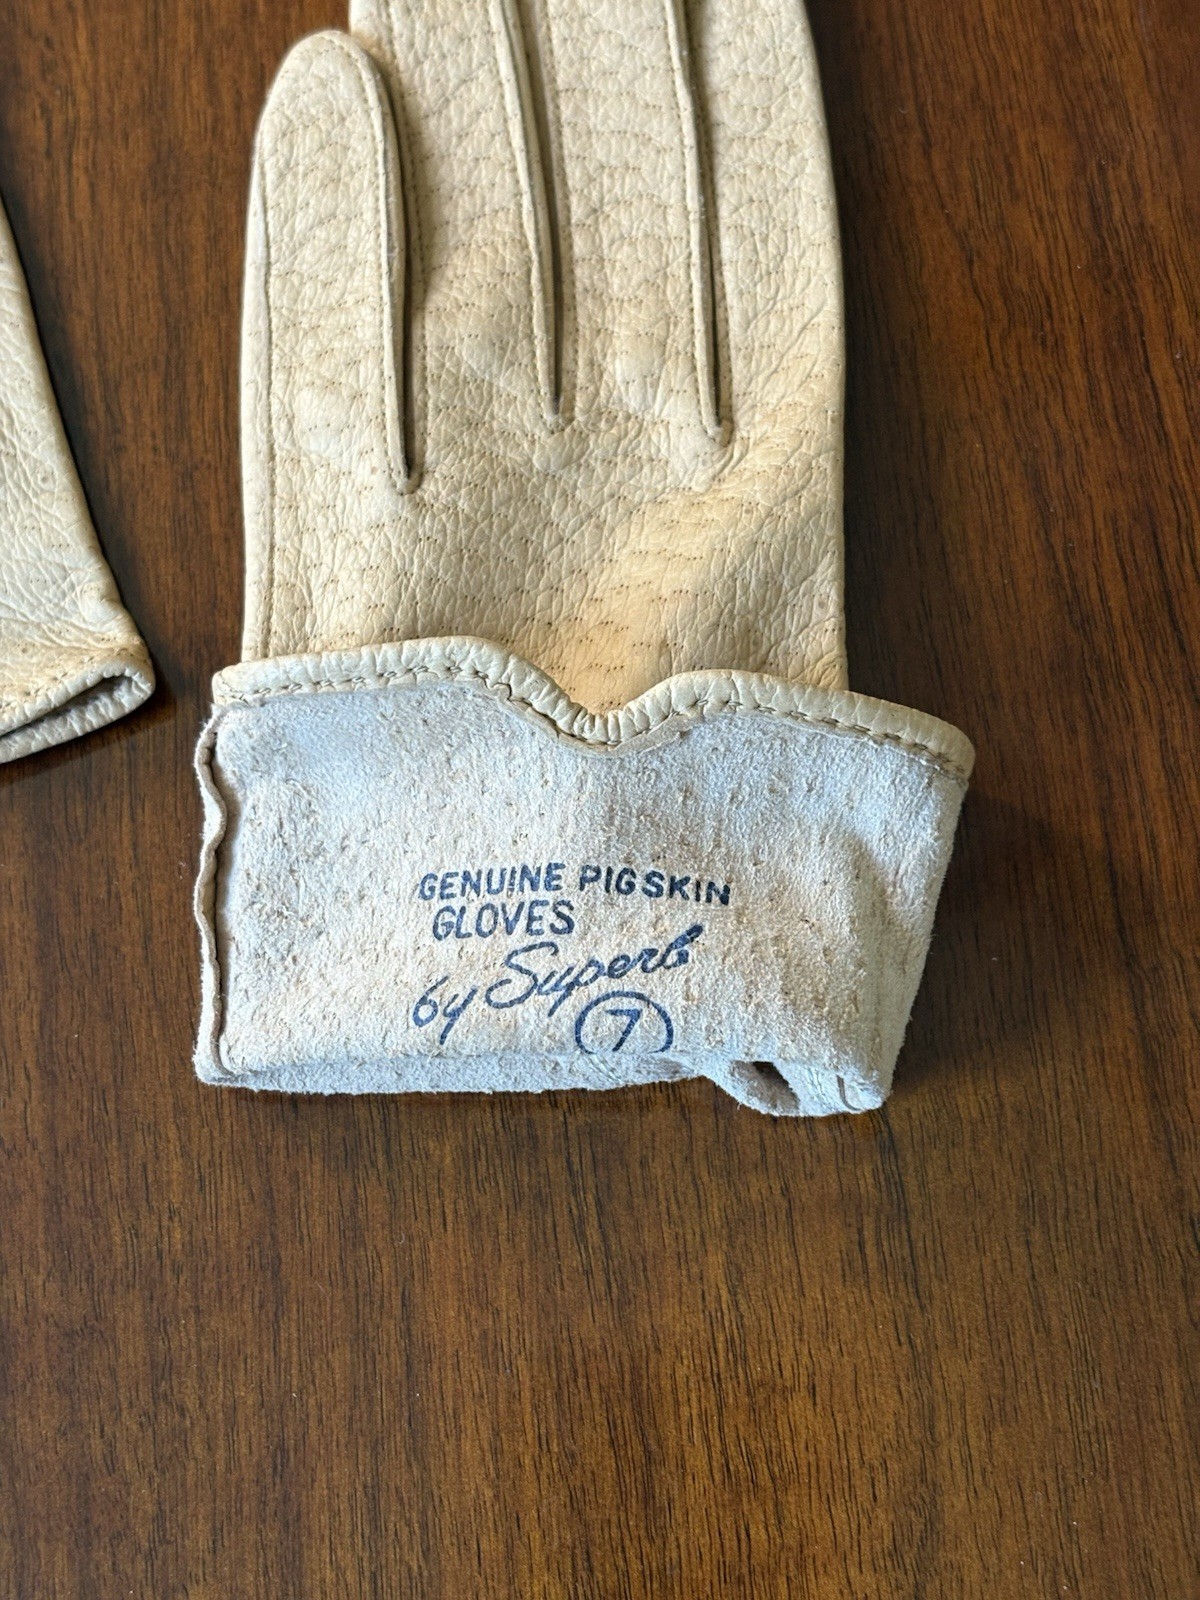 GENUINE PIGSKIN
GLOVES
by Superb
7